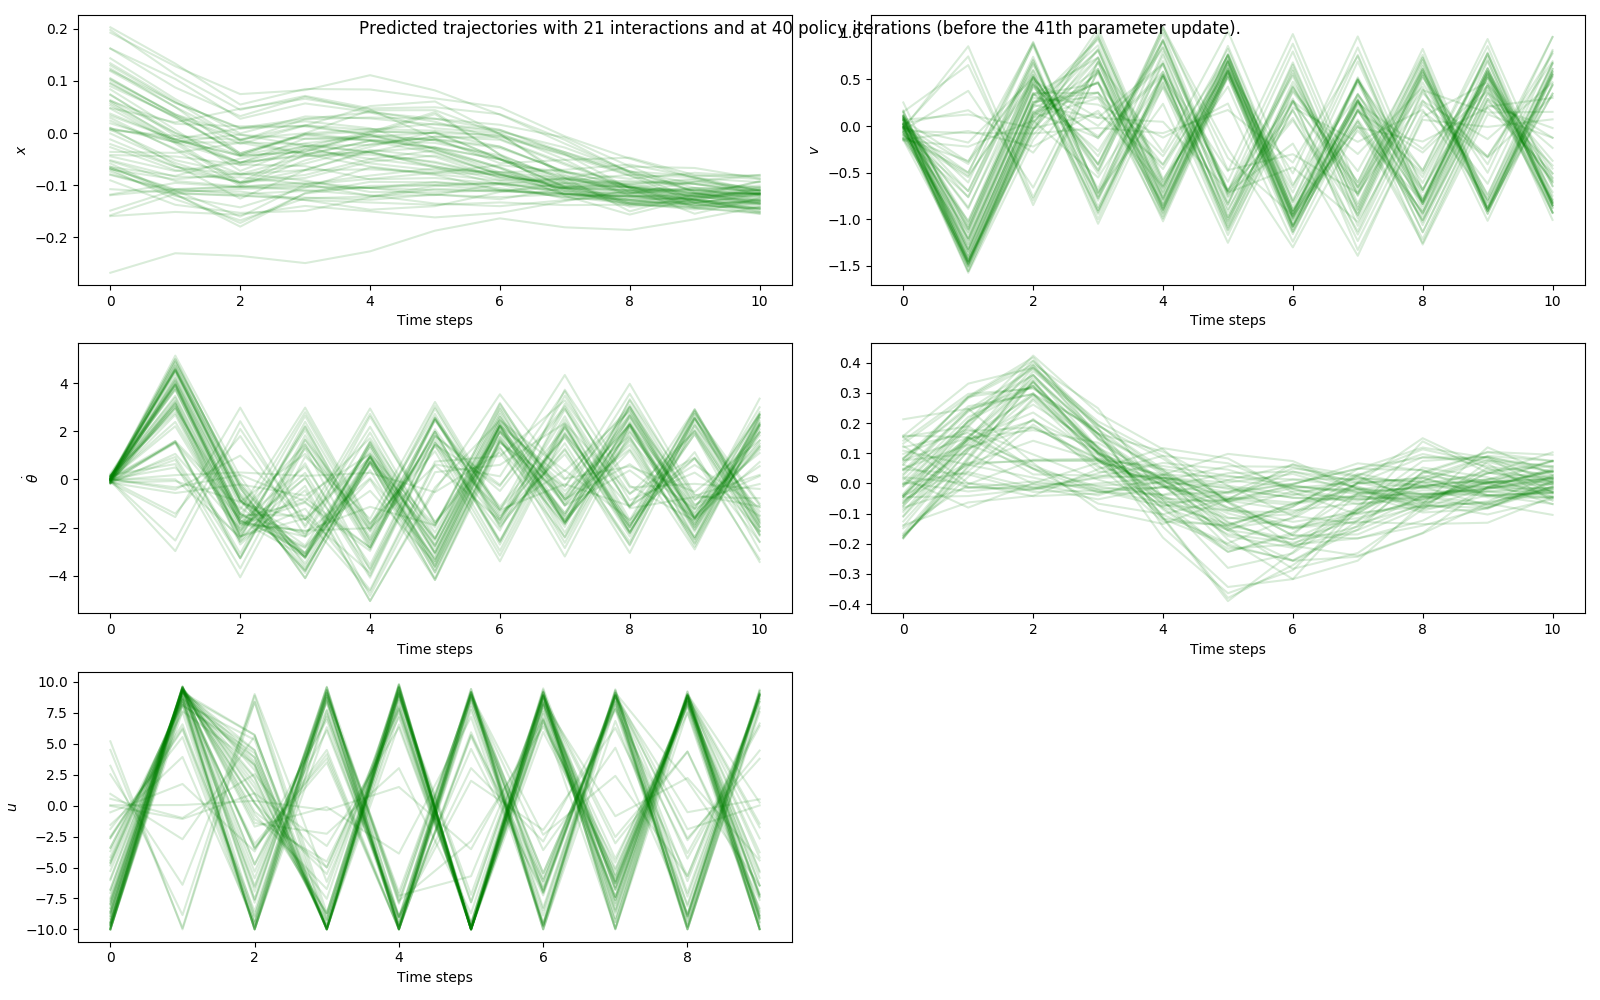 Predicted trajectories with 21 interactions and at 40 policy iterations (before the 41th parameter update).
0.2
0.1
0.0
−0.1
−0.2
x
0 2 4 6 8 10
Time steps
1.0
0.5
0.0
−0.5
−1.0
−1.5
v
0 2 4 6 8 10
Time steps
4
2
0
−2
−4
θ̇
0 2 4 6 8 10
Time steps
0.4
0.3
0.2
0.1
0.0
−0.1
−0.2
−0.3
−0.4
θ
0 2 4 6 8 10
Time steps
10.0
7.5
5.0
2.5
0.0
−2.5
−5.0
−7.5
−10.0
u
0 2 4 6 8
Time steps